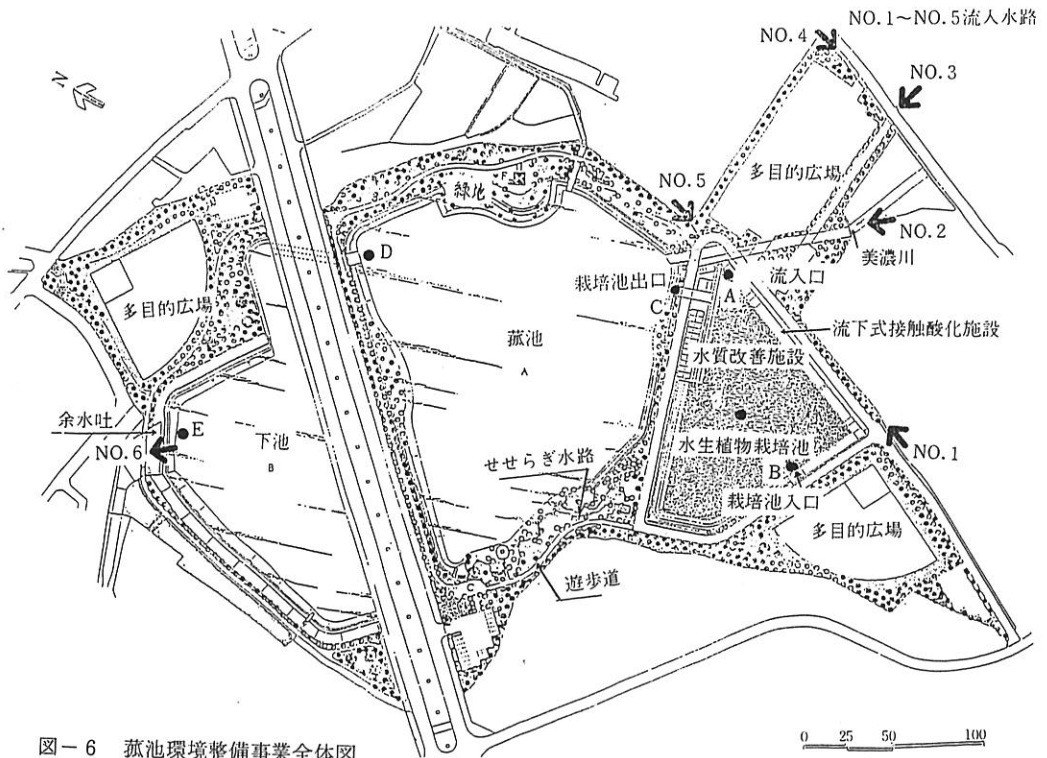 NO.1～NO.5流入水路
NO.4
NO.3
N
多目的広場
NO.5
緑池
F
NO.2
美濃川
D
栽培池出口
C
A
流入口
多目的広場
菰池
A
流下式接触酸化施設
水質改善施設
余水吐
E
NO.6
下池
B
せせらぎ水路
水生植物栽培池
B
NO.1
栽培池入口
多目的広場
C
遊歩道
図－6 菰池環境整備事業全体図
0 25 50 100